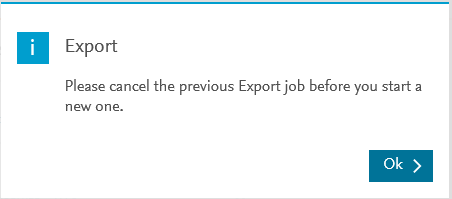 i
Export
Please cancel the previous Export job before you start a
new one.
Ok